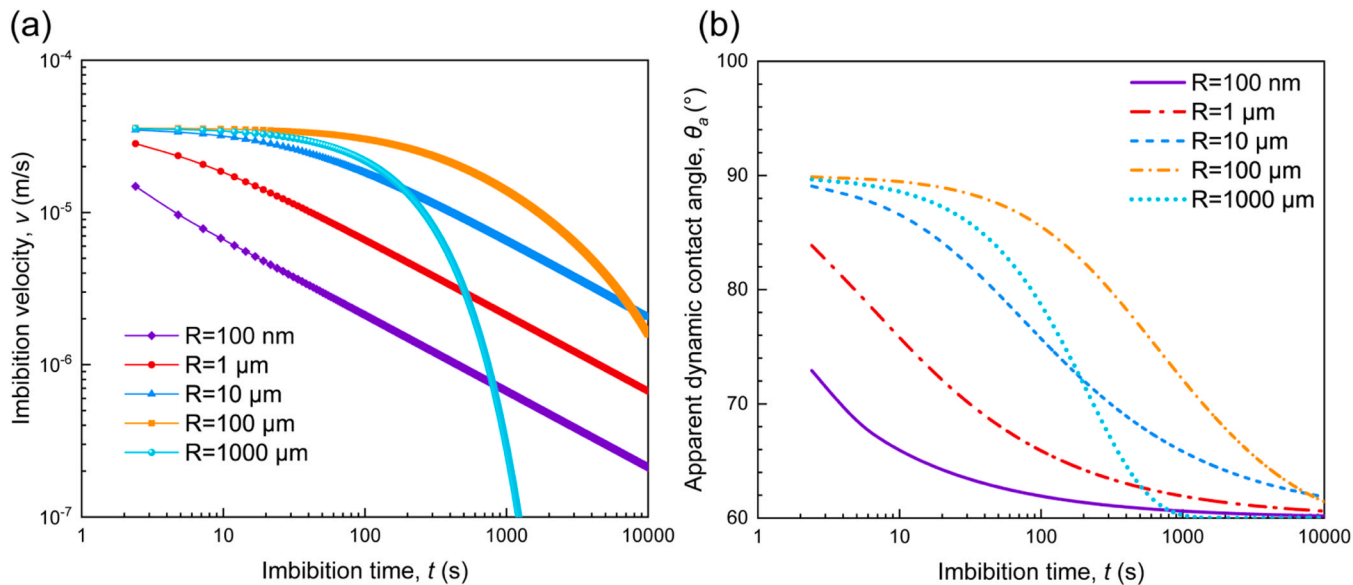 (a)
Imbibition velocity, v (m/s)
10⁻⁴
10⁻⁵
10⁻⁶
10⁻⁷
R=100 nm
R=1 μm
R=10 μm
R=100 μm
R=1000 μm
1
10
100
1000
10000
Imbibition time, t (s)
(b)
Apparent dynamic contact angle, θₐ (°)
100
90
80
70
60
R=100 nm
R=1 μm
R=10 μm
R=100 μm
R=1000 μm
1
10
100
1000
10000
Imbibition time, t (s)